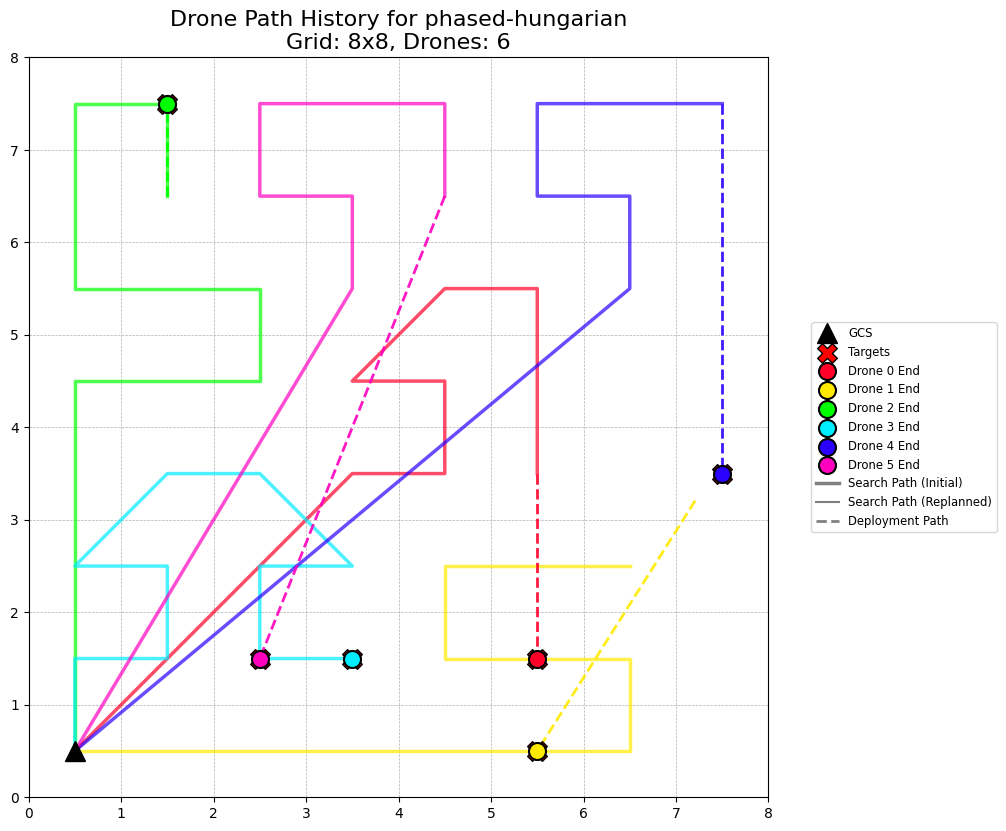 Drone Path History for phased-hungarian
Grid: 8x8, Drones: 6
8
7
6
5
4
3
2
1
0
0 1 2 3 4 5 6 7 8
GCS
Targets
Drone 0 End
Drone 1 End
Drone 2 End
Drone 3 End
Drone 4 End
Drone 5 End
Search Path (Initial)
Search Path (Replanned)
Deployment Path